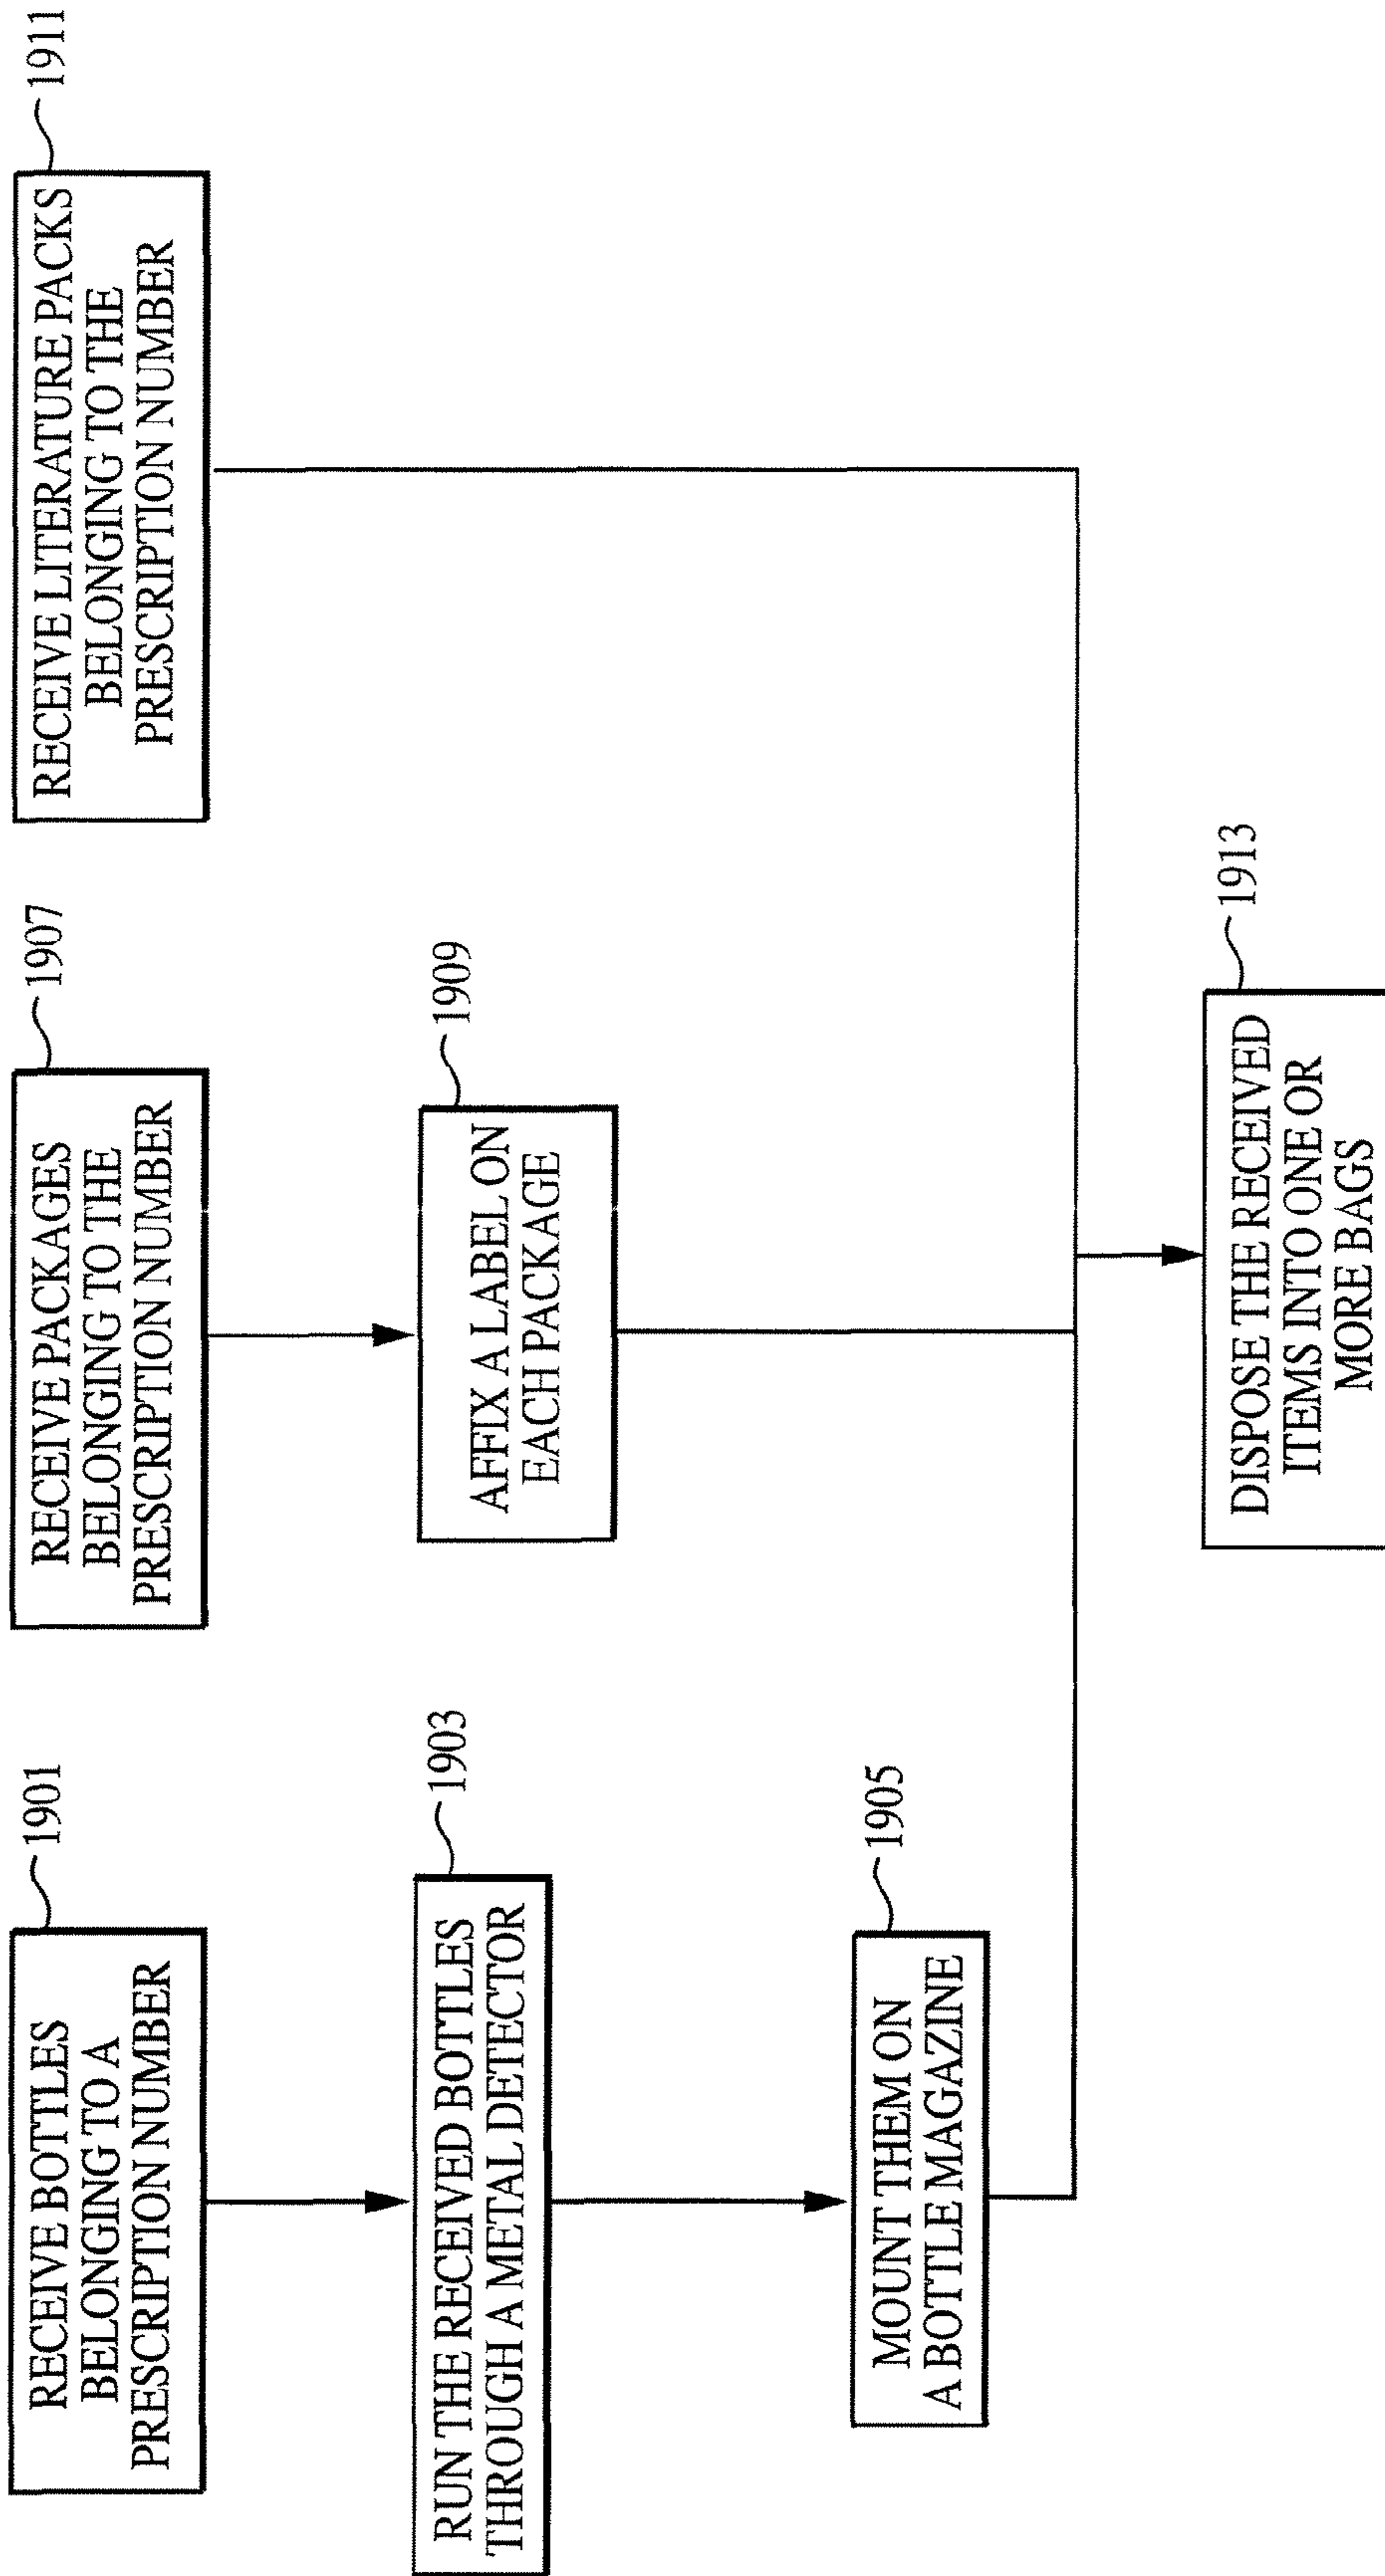 RECEIVE BOTTLES
BELONGING TO A
PRESCRIPTION NUMBER
1901
RUN THE RECEIVED BOTTLES
THROUGH A METAL DETECTOR
1903
MOUNT THEM ON
A BOTTLE MAGAZINE
1905
RECEIVE PACKAGES
BELONGING TO THE
PRESCRIPTION NUMBER
1907
AFFIX A LABEL ON
EACH PACKAGE
1909
RECEIVE LITERATURE PACKS
BELONGING TO THE
PRESCRIPTION NUMBER
1911
DISPOSE THE RECEIVED
ITEMS INTO ONE OR
MORE BAGS
1913